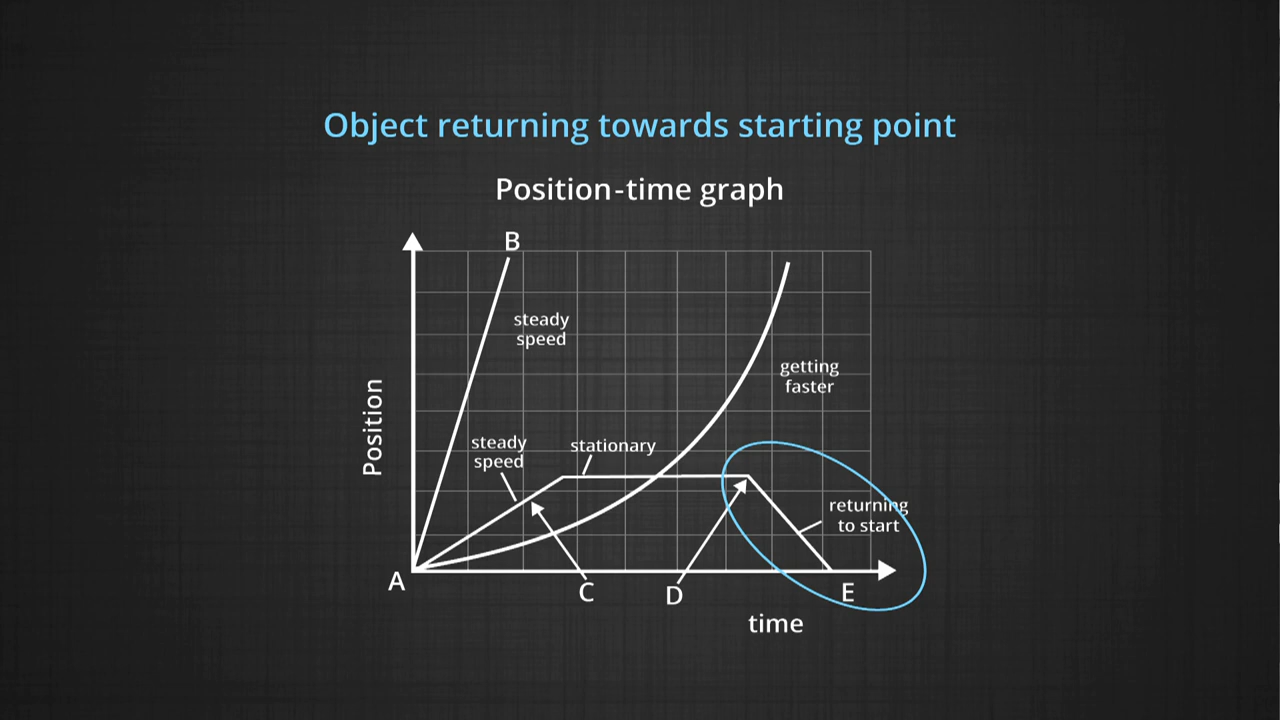 Object returning towards starting point
Position-time graph
B
steady
speed
getting
faster
Position
steady
speed
stationary
returning
to start
A
C
D
E
time